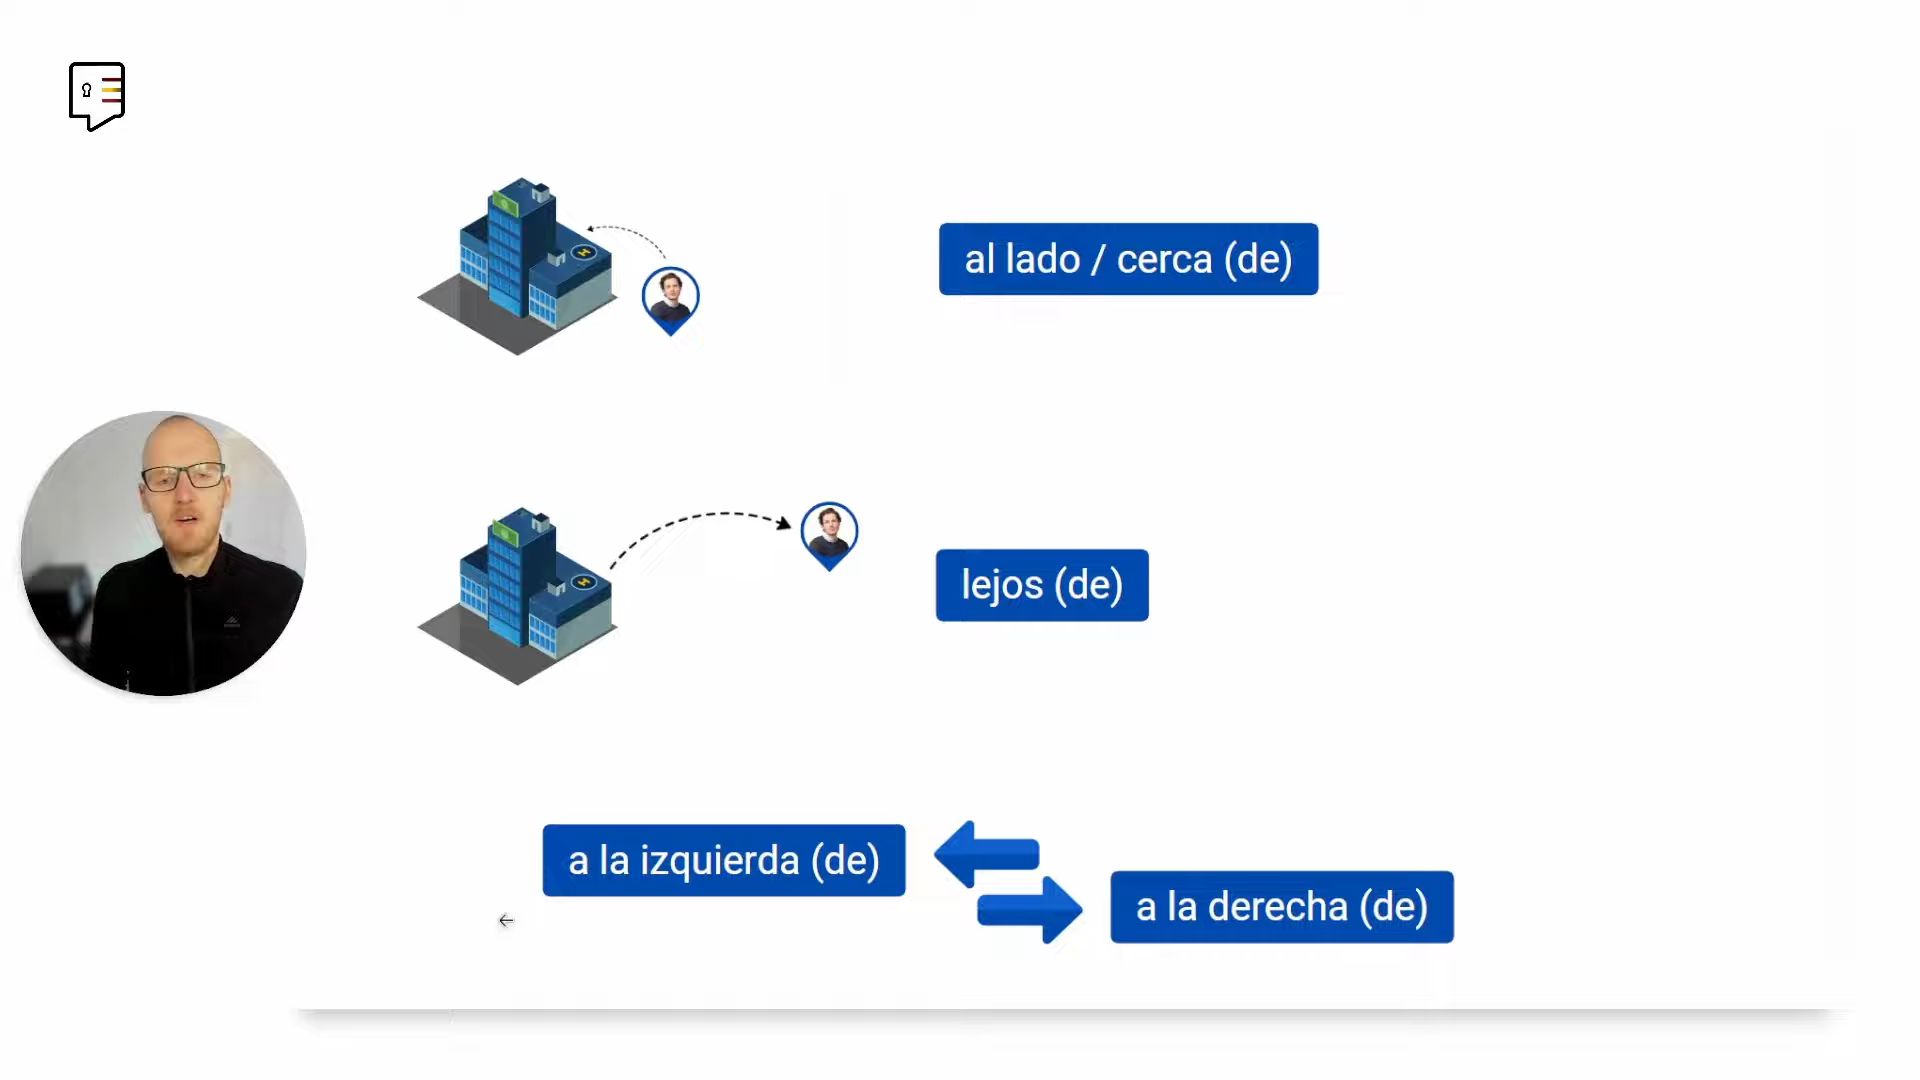 al lado / cerca (de)
lejos (de)
a la izquierda (de)
a la derecha (de)